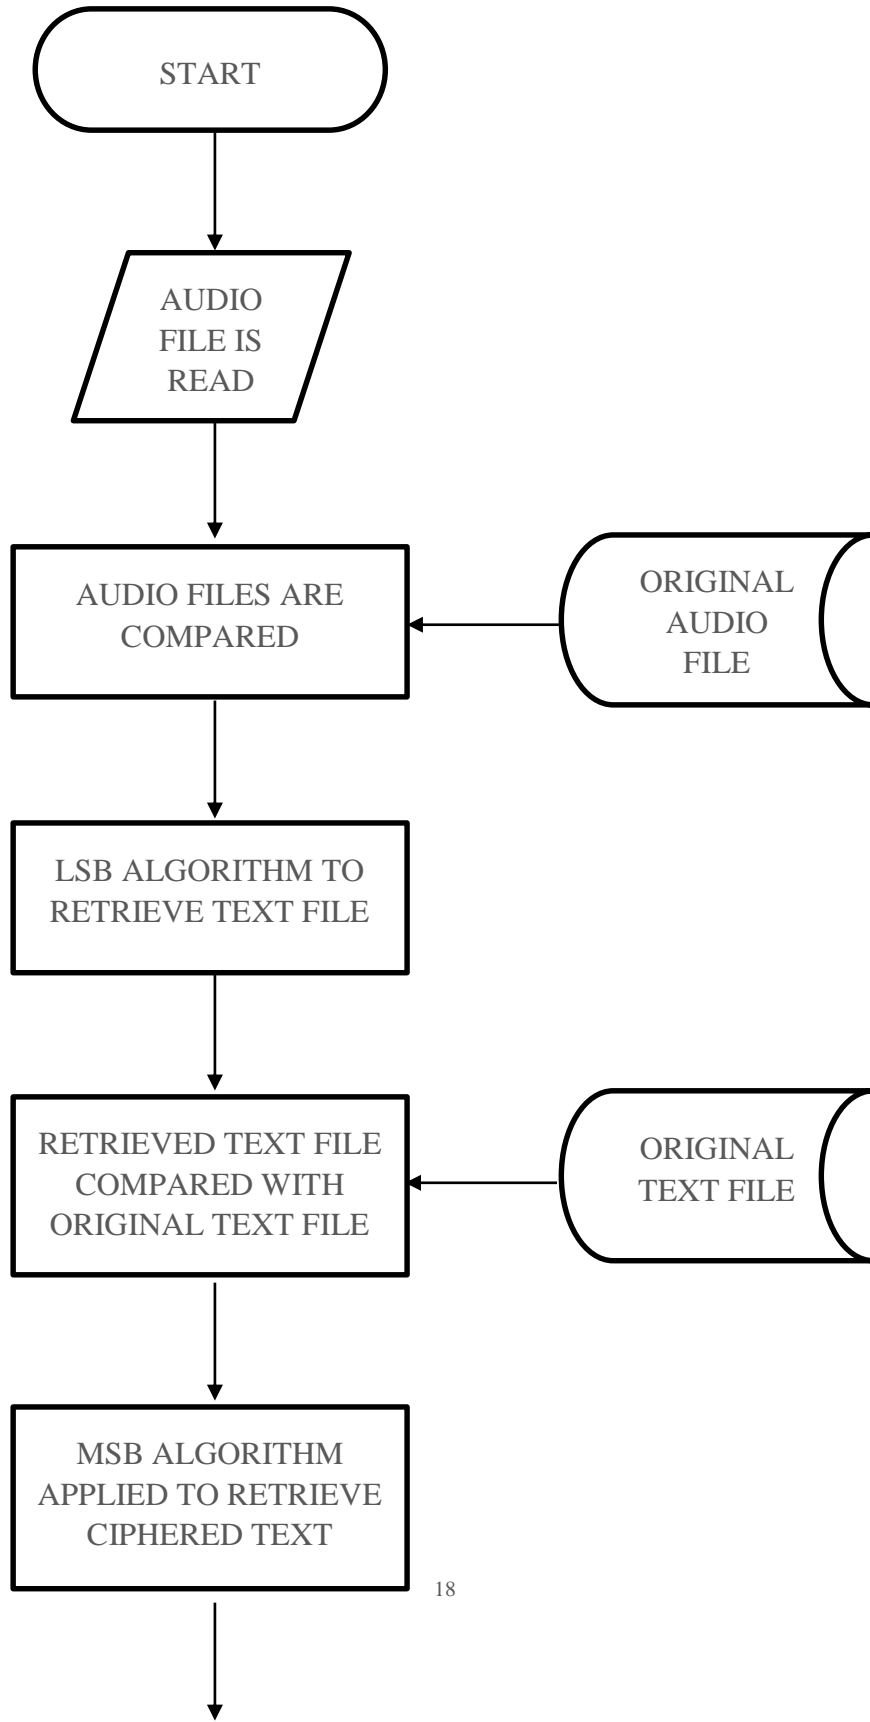 START
AUDIO
FILE IS
READ
AUDIO FILES ARE
COMPARED
ORIGINAL
AUDIO
FILE
LSB ALGORITHM TO
RETRIEVE TEXT FILE
RETRIEVED TEXT FILE
COMPARED WITH
ORIGINAL TEXT FILE
ORIGINAL
TEXT FILE
MSB ALGORITHM
APPLIED TO RETRIEVE
CIPHERED TEXT
18